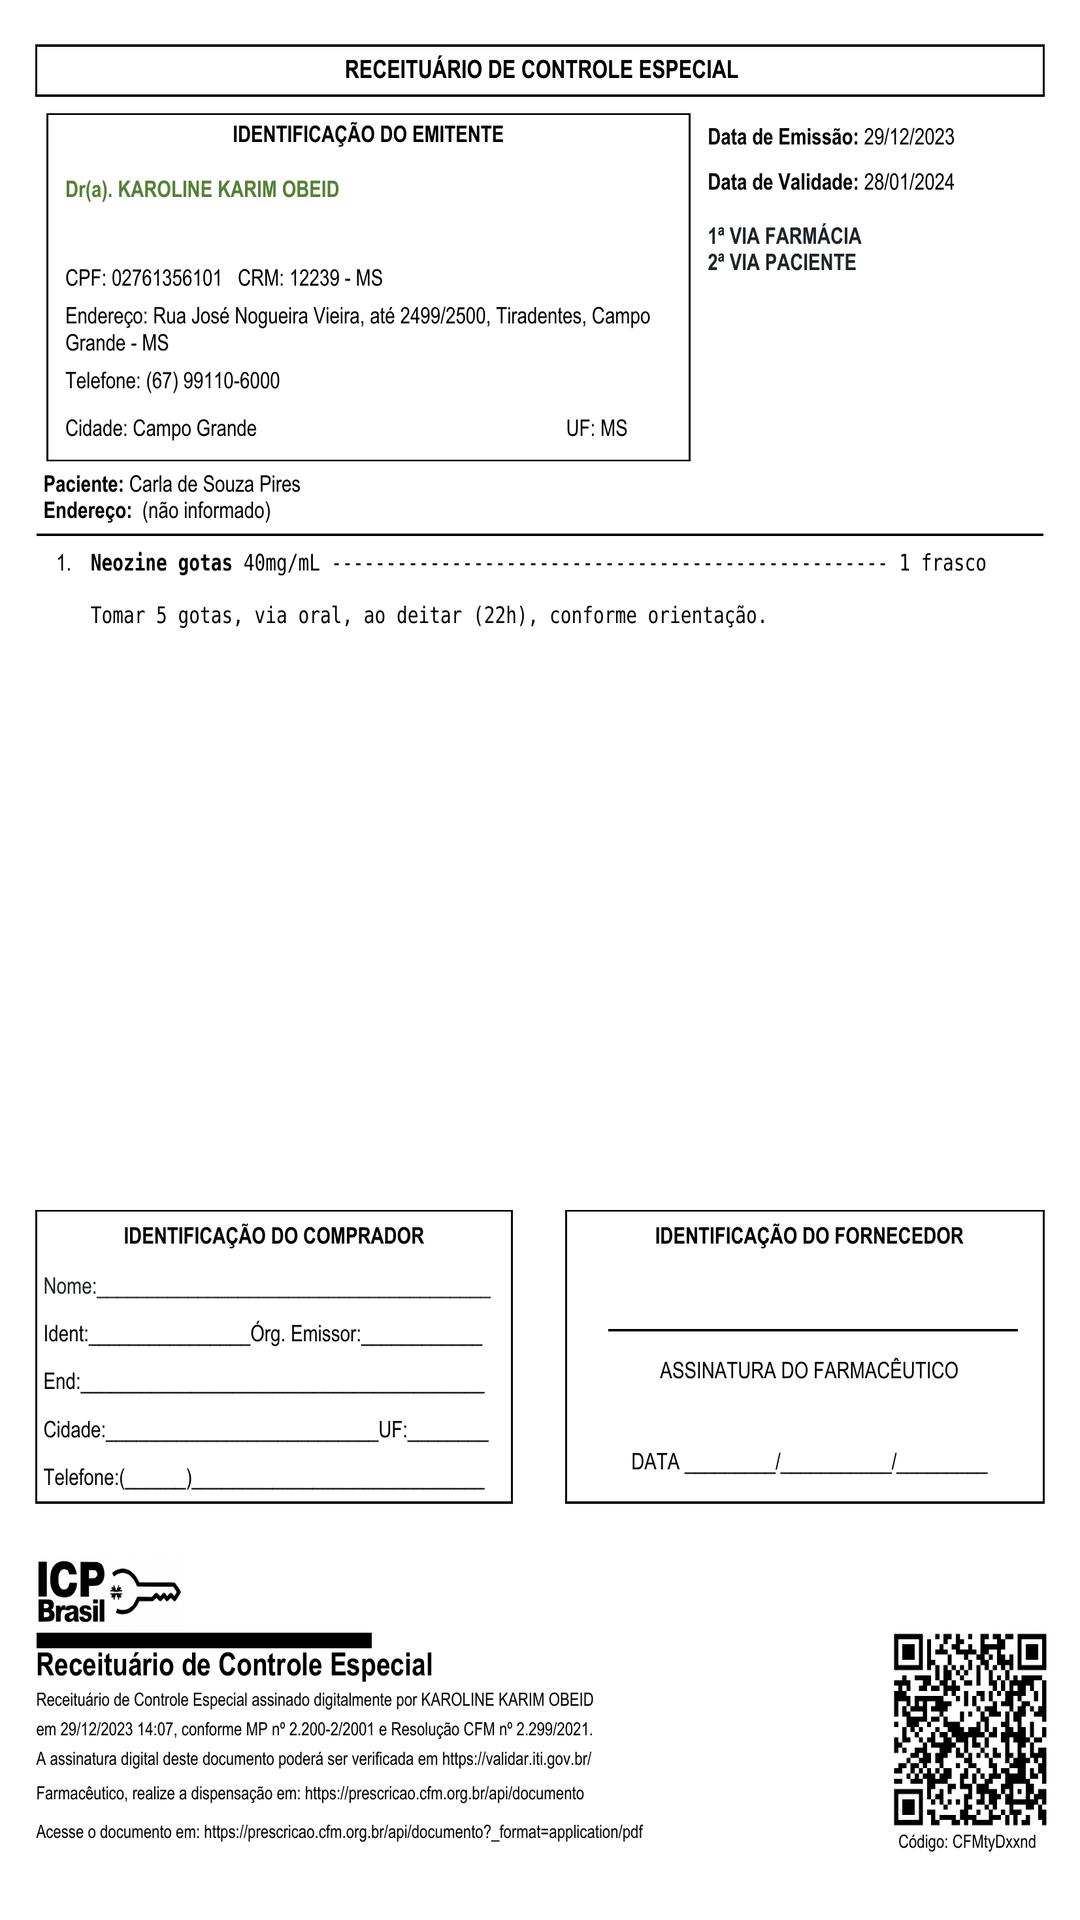 RECEITUÁRIO DE CONTROLE ESPECIAL
IDENTIFICAÇÃO DO EMITENTE
Dr(a). KAROLINE KARIM OBEID
CPF: 02761356101 CRM: 12239 - MS
Endereço: Rua José Nogueira Vieira, até 2499/2500, Tiradentes, Campo
Grande - MS
Telefone: (67) 99110-6000
Cidade: Campo Grande UF: MS
Data de Emissão: 29/12/2023
Data de Validade: 28/01/2024
1ª VIA FARMÁCIA
2ª VIA PACIENTE
Paciente: Carla de Souza Pires
Endereço: (não informado)
1. Neozine gotas 40mg/mL --------------------------------------------------- 1 frasco
Tomar 5 gotas, via oral, ao deitar (22h), conforme orientação.
IDENTIFICAÇÃO DO COMPRADOR
Nome:_______________________________________
Ident:________________Órg. Emissor:____________
End:________________________________________
Cidade:___________________________UF:________
Telefone:(______)_____________________________
IDENTIFICAÇÃO DO FORNECEDOR
ASSINATURA DO FARMACÊUTICO
DATA _________/___________/_________
ICP
Brasil
Receituário de Controle Especial
Receituário de Controle Especial assinado digitalmente por KAROLINE KARIM OBEID
em 29/12/2023 14:07, conforme MP nº 2.200-2/2001 e Resolução CFM nº 2.299/2021.
A assinatura digital deste documento poderá ser verificada em https://validar.iti.gov.br/
Farmacêutico, realize a dispensação em: https://prescricao.cfm.org.br/api/documento
Acesse o documento em: https://prescricao.cfm.org.br/api/documento?_format=application/pdf
Código: CFMtyDxxnd